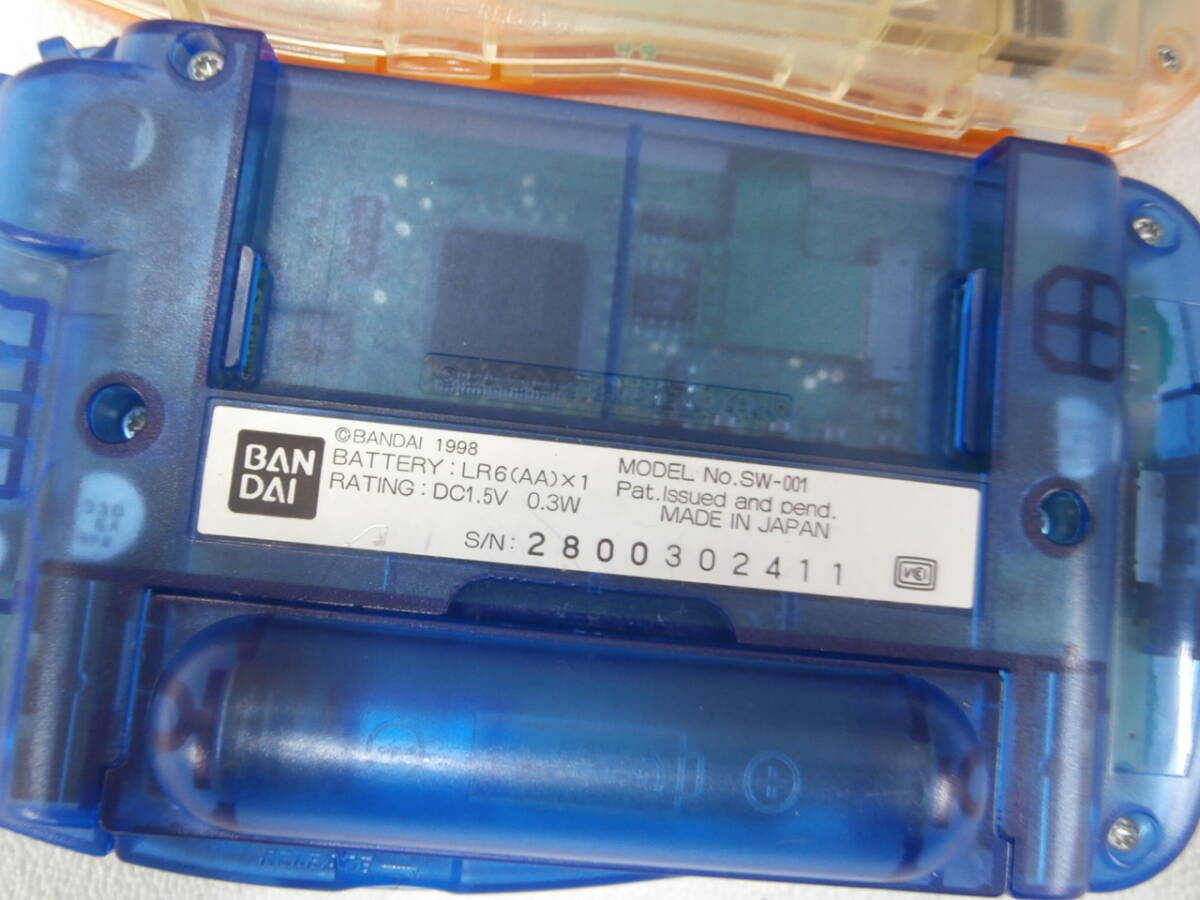 BAN
DAI
©BANDAI 1998
BATTERY : LR6(AA)×1
RATING : DC1.5V 0.3W
MODEL No.SW-001
Pat.Issued and pend.
MADE IN JAPAN
S/N: 2800302411
RELEASE